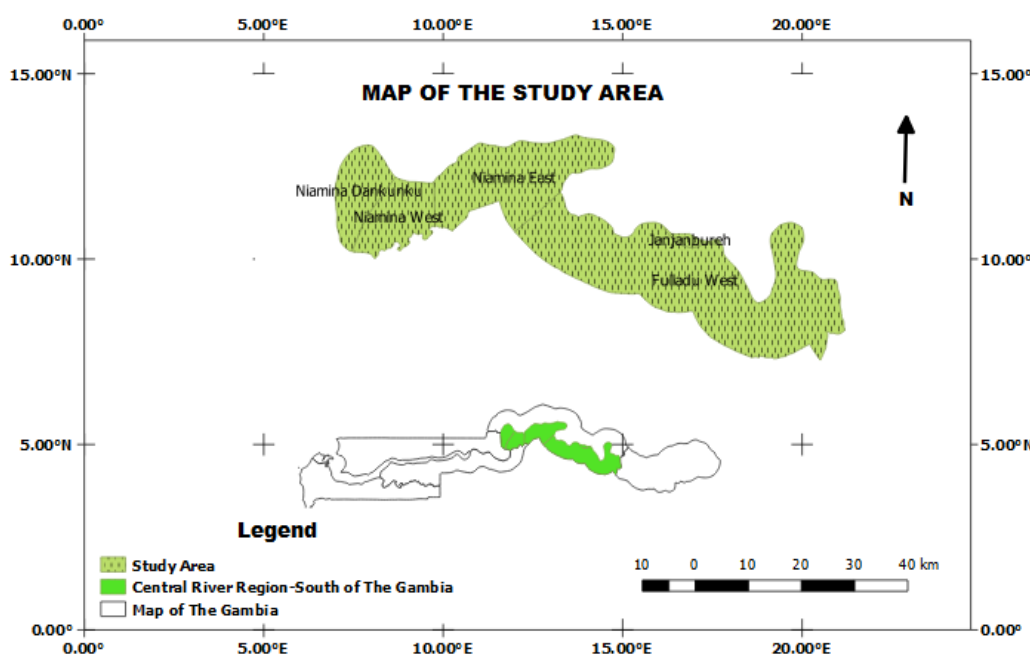 0.00° 5.00°E 10.00°E 15.00°E 20.00°E
15.00°N 15.00°N
MAP OF THE STUDY AREA
N
Niamina East
Niamina Dankunku
Niamina West
Janjanbureh
10.00°N 10.00°N
Fulladu West
5.00°N 5.00°N
Legend
Study Area
Central River Region-South of The Gambia
Map of The Gambia
10 0 10 20 30 40 km
0.00° 0.00°
0.00° 5.00°E 10.00°E 15.00°E 20.00°E